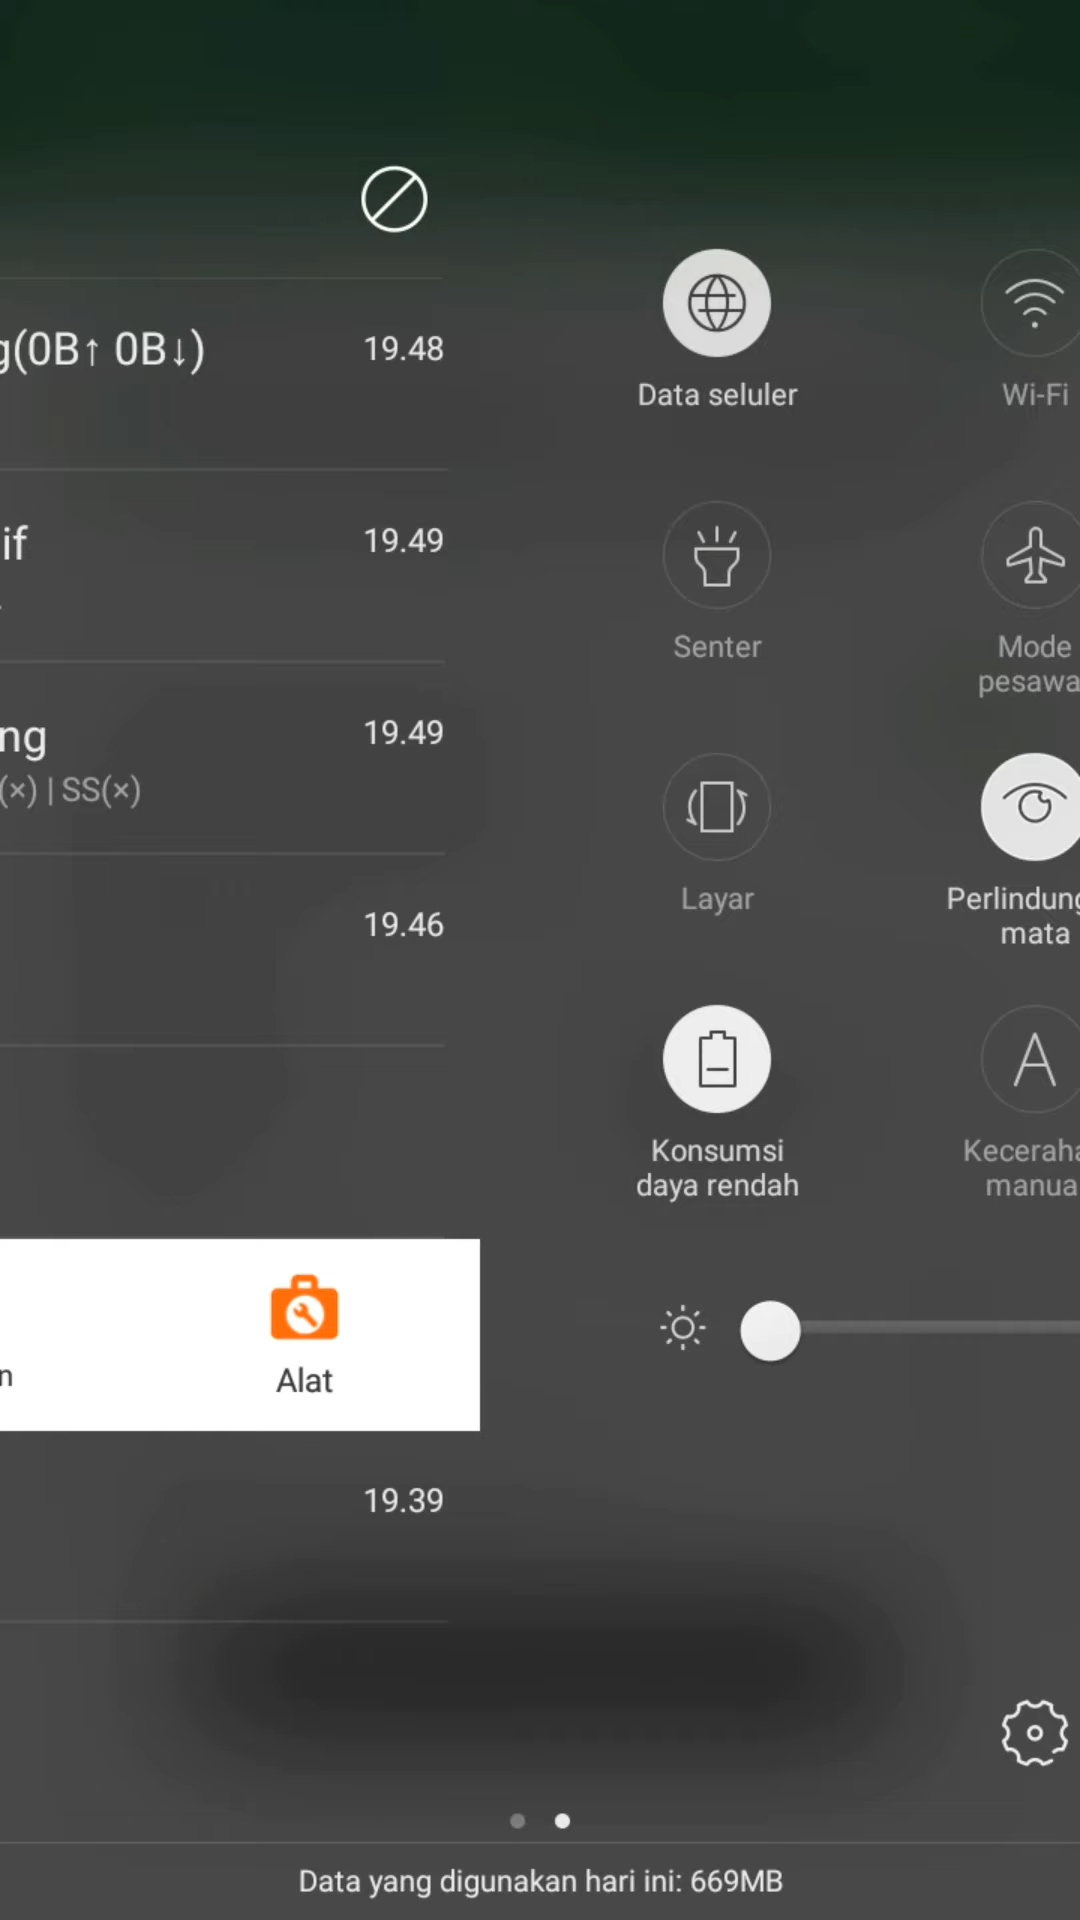 g(0B↑ 0B↓)
19.48
if
19.49
ng
19.49
(×) | SS(×)
19.46
n
Alat
19.39
Data seluler
Wi-Fi
Senter
Mode
pesawa
Layar
Perlindung
mata
Konsumsi
daya rendah
A
Keceraha
manua
Data yang digunakan hari ini: 669MB